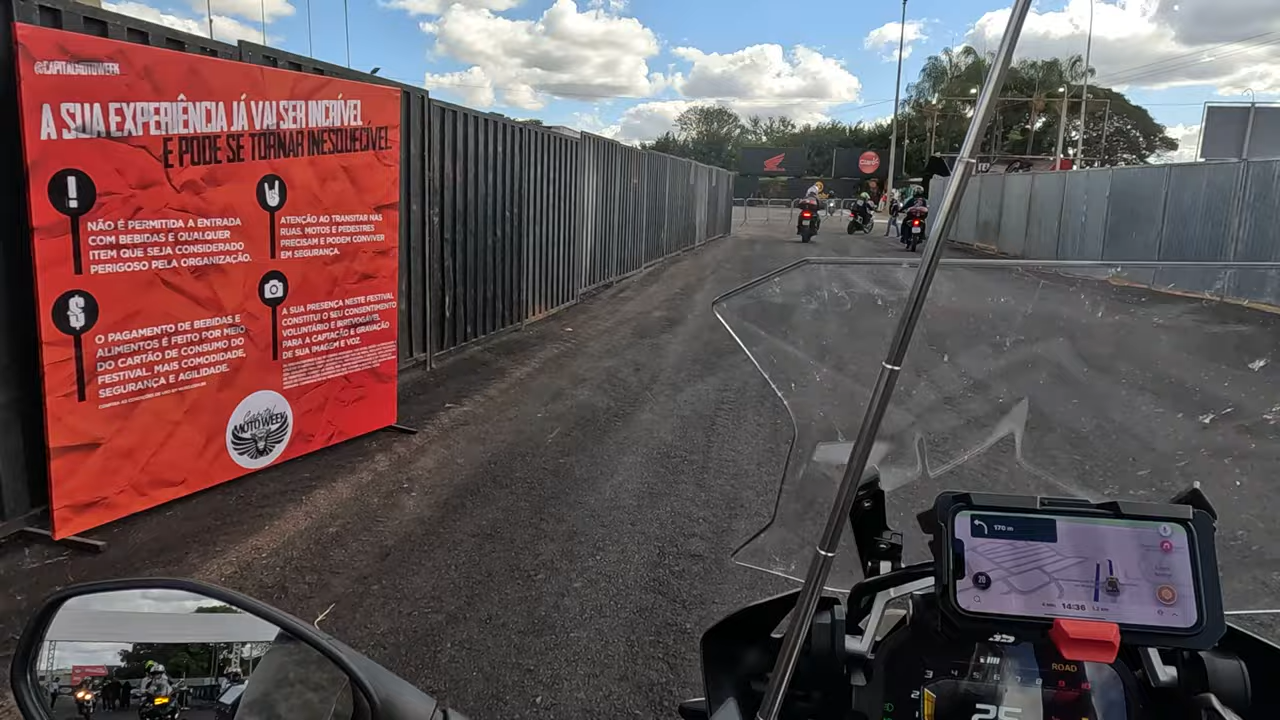 @CAPITALMOTOWEEK
A SUA EXPERIÊNCIA JÁ VAI SER INCRÍVEL
E PODE SE TORNAR INESQUECÍVEL
!
NÃO É PERMITIDA A ENTRADA
COM BEBIDAS E QUALQUER
ITEM QUE SEJA CONSIDERADO
PERIGOSO PELA ORGANIZAÇÃO.
ATENÇÃO AO TRANSITAR NAS
RUAS. MOTOS E PEDESTRES
PRECISAM E PODEM CONVIVER
EM SEGURANÇA.
$
O PAGAMENTO DE BEBIDAS E
ALIMENTOS É FEITO POR MEIO
DO CARTÃO DE CONSUMO DO
FESTIVAL. MAIS COMODIDADE,
SEGURANÇA E AGILIDADE.
A SUA PRESENÇA NESTE FESTIVAL
CONSTITUI O SEU CONSENTIMENTO
VOLUNTÁRIO E IRREVOGÁVEL
PARA A CAPTAÇÃO E GRAVAÇÃO
DE SUA IMAGEM E VOZ.
Capital
MOTO WEEK
Claro
170 m
20
14:36
ROAD